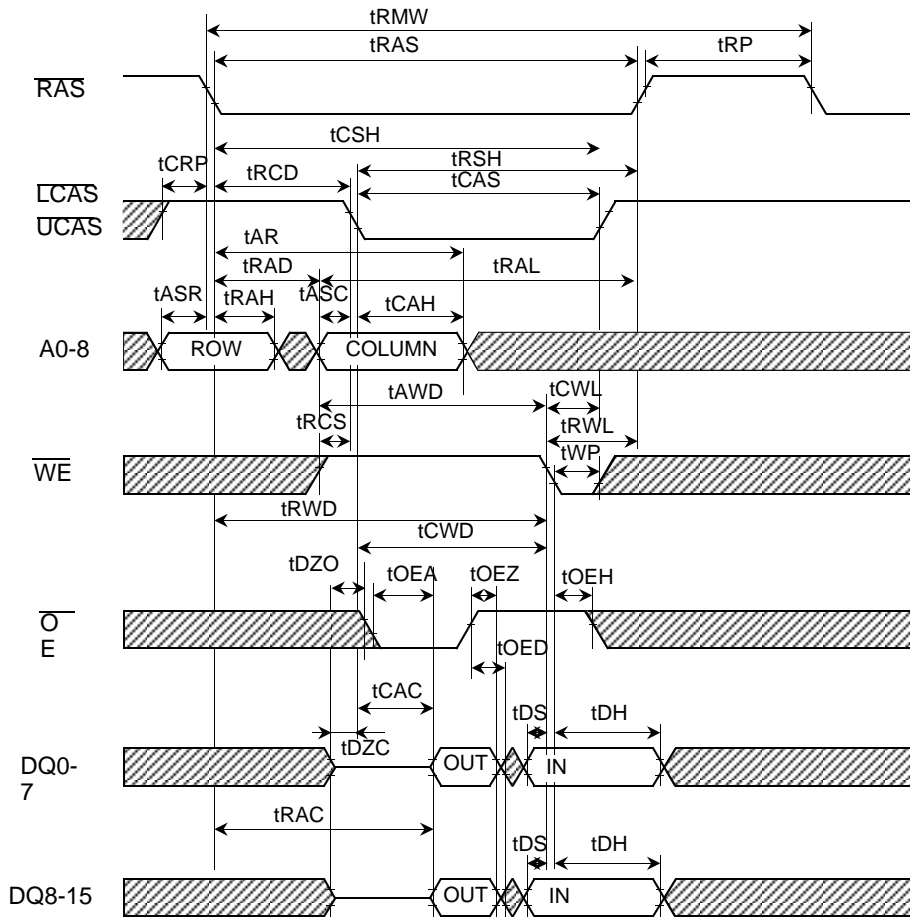 tRMW
tRAS
tRP
RAS
tCSH
tCRP
tRCD
tRSH
tCAS
LCAS
UCAS
tAR
tRAD
tRAL
tASR
tRAH
tASC
tCAH
A0-8
ROW
COLUMN
tAWD
tCWL
tRCS
tRWL
tWP
WE
tRWD
tCWD
tDZO
tOEA
tOEZ
tOEH
O
E
tOED
tCAC
tDZC
tDS
tDH
DQ0-
7
OUT
IN
tRAC
tDS
tDH
DQ8-15
OUT
IN